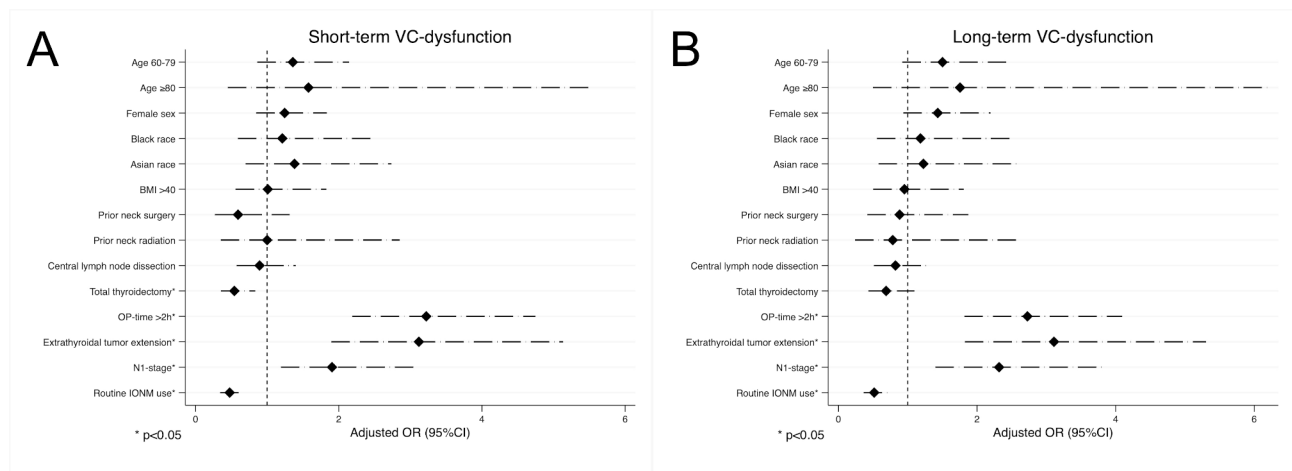 A
Short-term VC-dysfunction
Age 60-79
Age ≥80
Female sex
Black race
Asian race
BMI >40
Prior neck surgery
Prior neck radiation
Central lymph node dissection
Total thyroidectomy*
OP-time >2h*
Extrathyroidal tumor extension*
N1-stage*
Routine IONM use*
0 2 4 6
* p<0.05
Adjusted OR (95%CI)
B
Long-term VC-dysfunction
Age 60-79
Age ≥80
Female sex
Black race
Asian race
BMI >40
Prior neck surgery
Prior neck radiation
Central lymph node dissection
Total thyroidectomy
OP-time >2h*
Extrathyroidal tumor extension*
N1-stage*
Routine IONM use*
0 2 4 6
* p<0.05
Adjusted OR (95%CI)